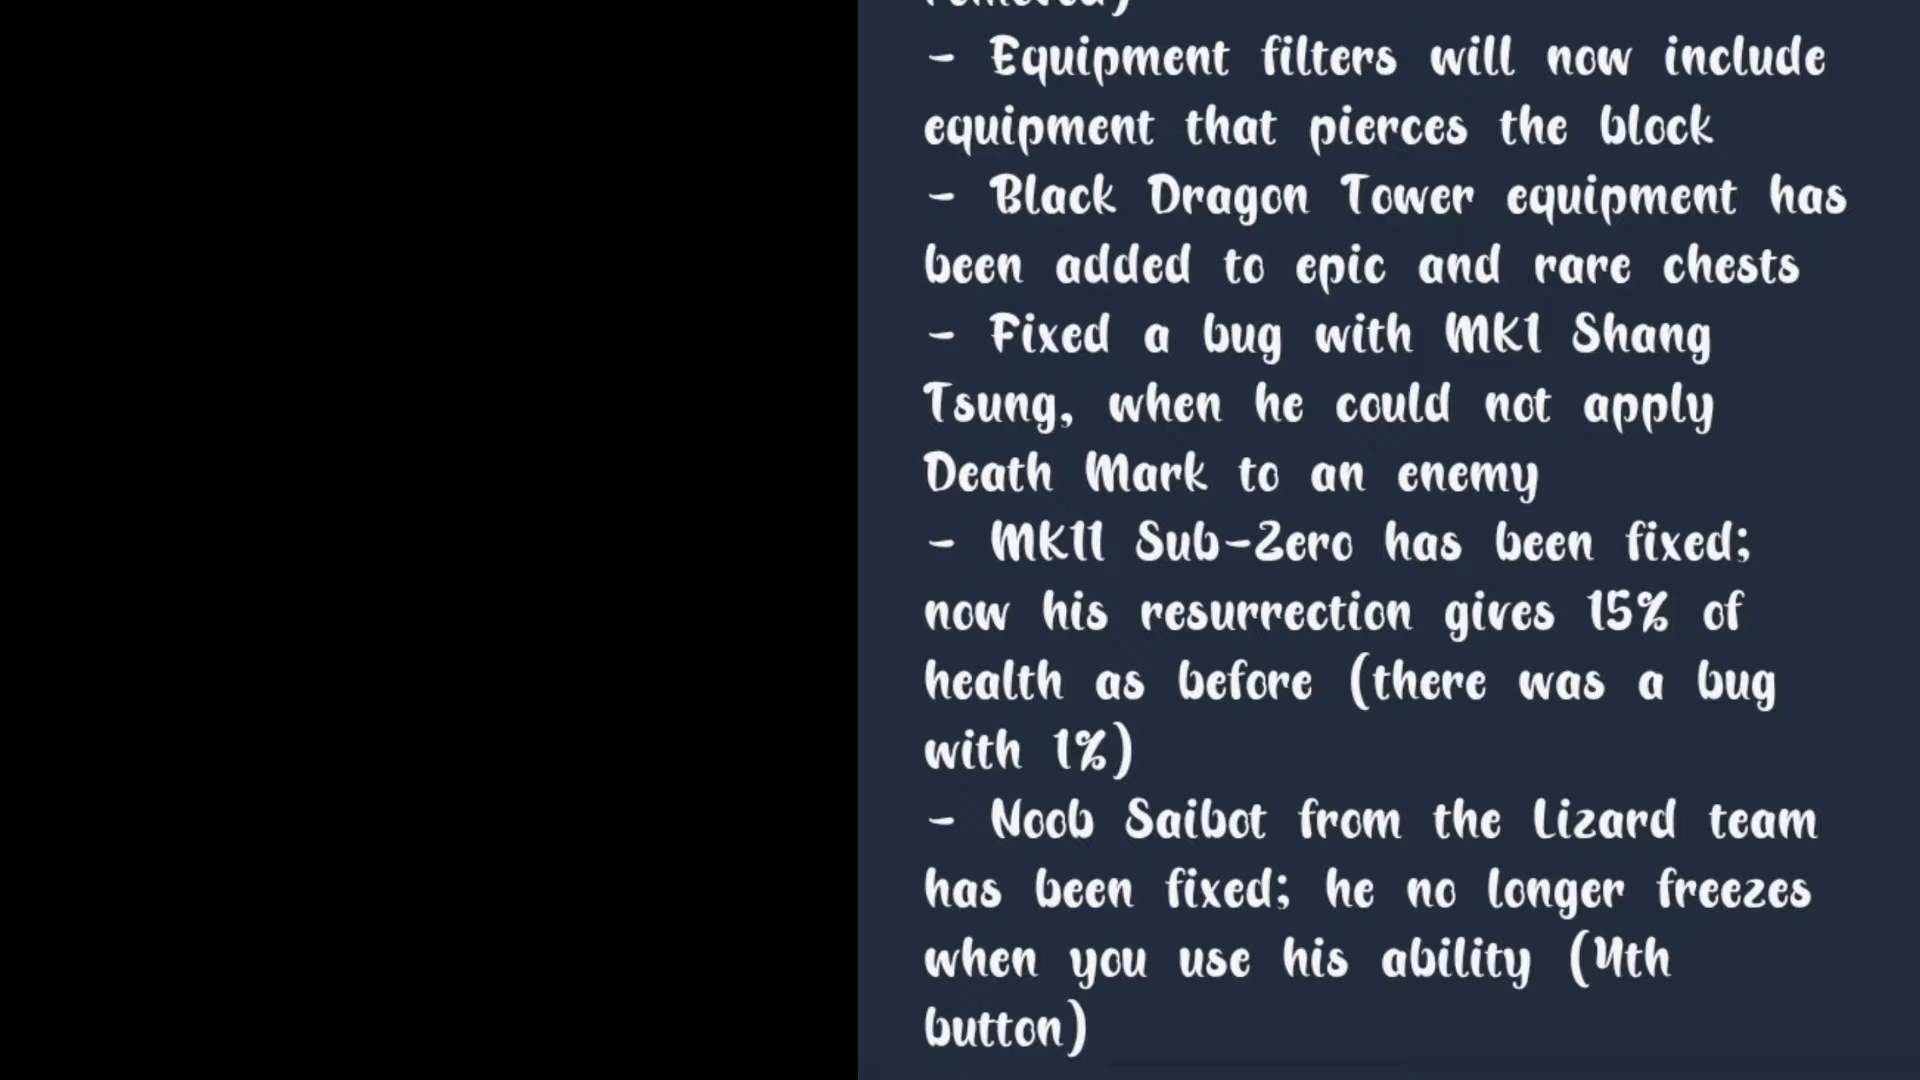 removed)
- Equipment filters will now include
equipment that pierces the block
- Black Dragon Tower equipment has
been added to epic and rare chests
- Fixed a bug with MK1 Shang
Tsung, when he could not apply
Death Mark to an enemy
- MK11 Sub-Zero has been fixed;
now his resurrection gives 15% of
health as before (there was a bug
with 1%)
- Noob Saibot from the Lizard team
has been fixed; he no longer freezes
when you use his ability (4th
button)